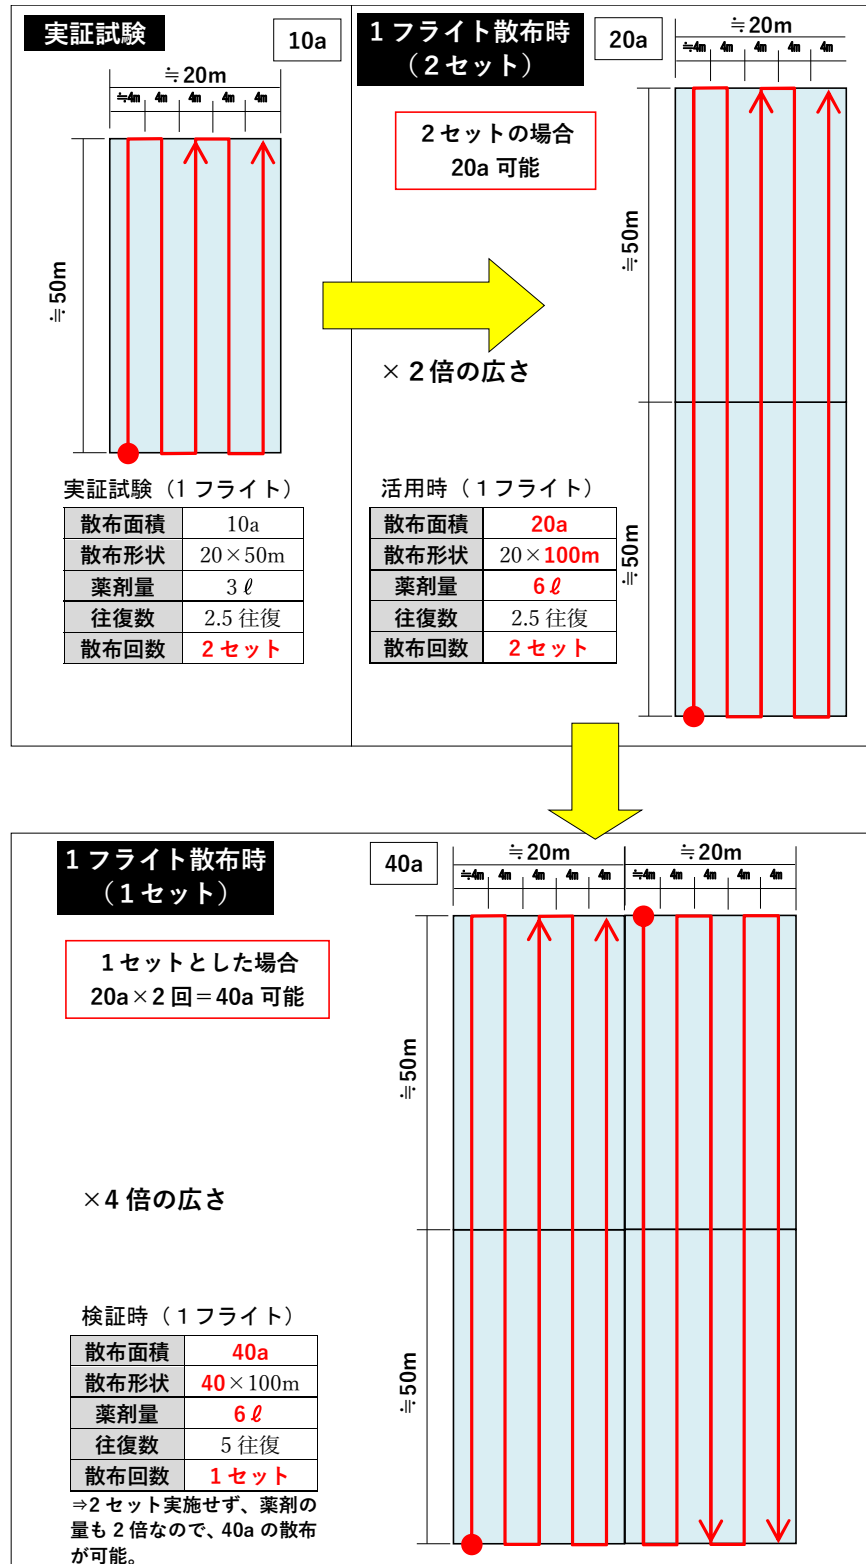 実証試験
10a
≒20m
≒4m 4m 4m 4m 4m
≒50m
実証試験（1 フライト）
散布面積 10a
散布形状 20×50m
薬剤量 3ℓ
往復数 2.5 往復
散布回数 2 セット
1 フライト散布時
（2 セット）
20a
≒20m
≒4m 4m 4m 4m 4m
2 セットの場合
20a 可能
≒50m
×２倍の広さ
≒50m
活用時（１フライト）
散布面積 20a
散布形状 20×100m
薬剤量 6ℓ
往復数 2.5 往復
散布回数 2 セット
1 フライト散布時
（1 セット）
40a
≒20m ≒20m
≒4m 4m 4m 4m 4m ≒4m 4m 4m 4m 4m
1 セットとした場合
20a×2 回＝40a 可能
≒50m
×4 倍の広さ
≒50m
検証時（１フライト）
散布面積 40a
散布形状 40×100m
薬剤量 6ℓ
往復数 5 往復
散布回数 1 セット
⇒2 セット実施せず、薬剤の
量も 2 倍なので、40a の散布
が可能。